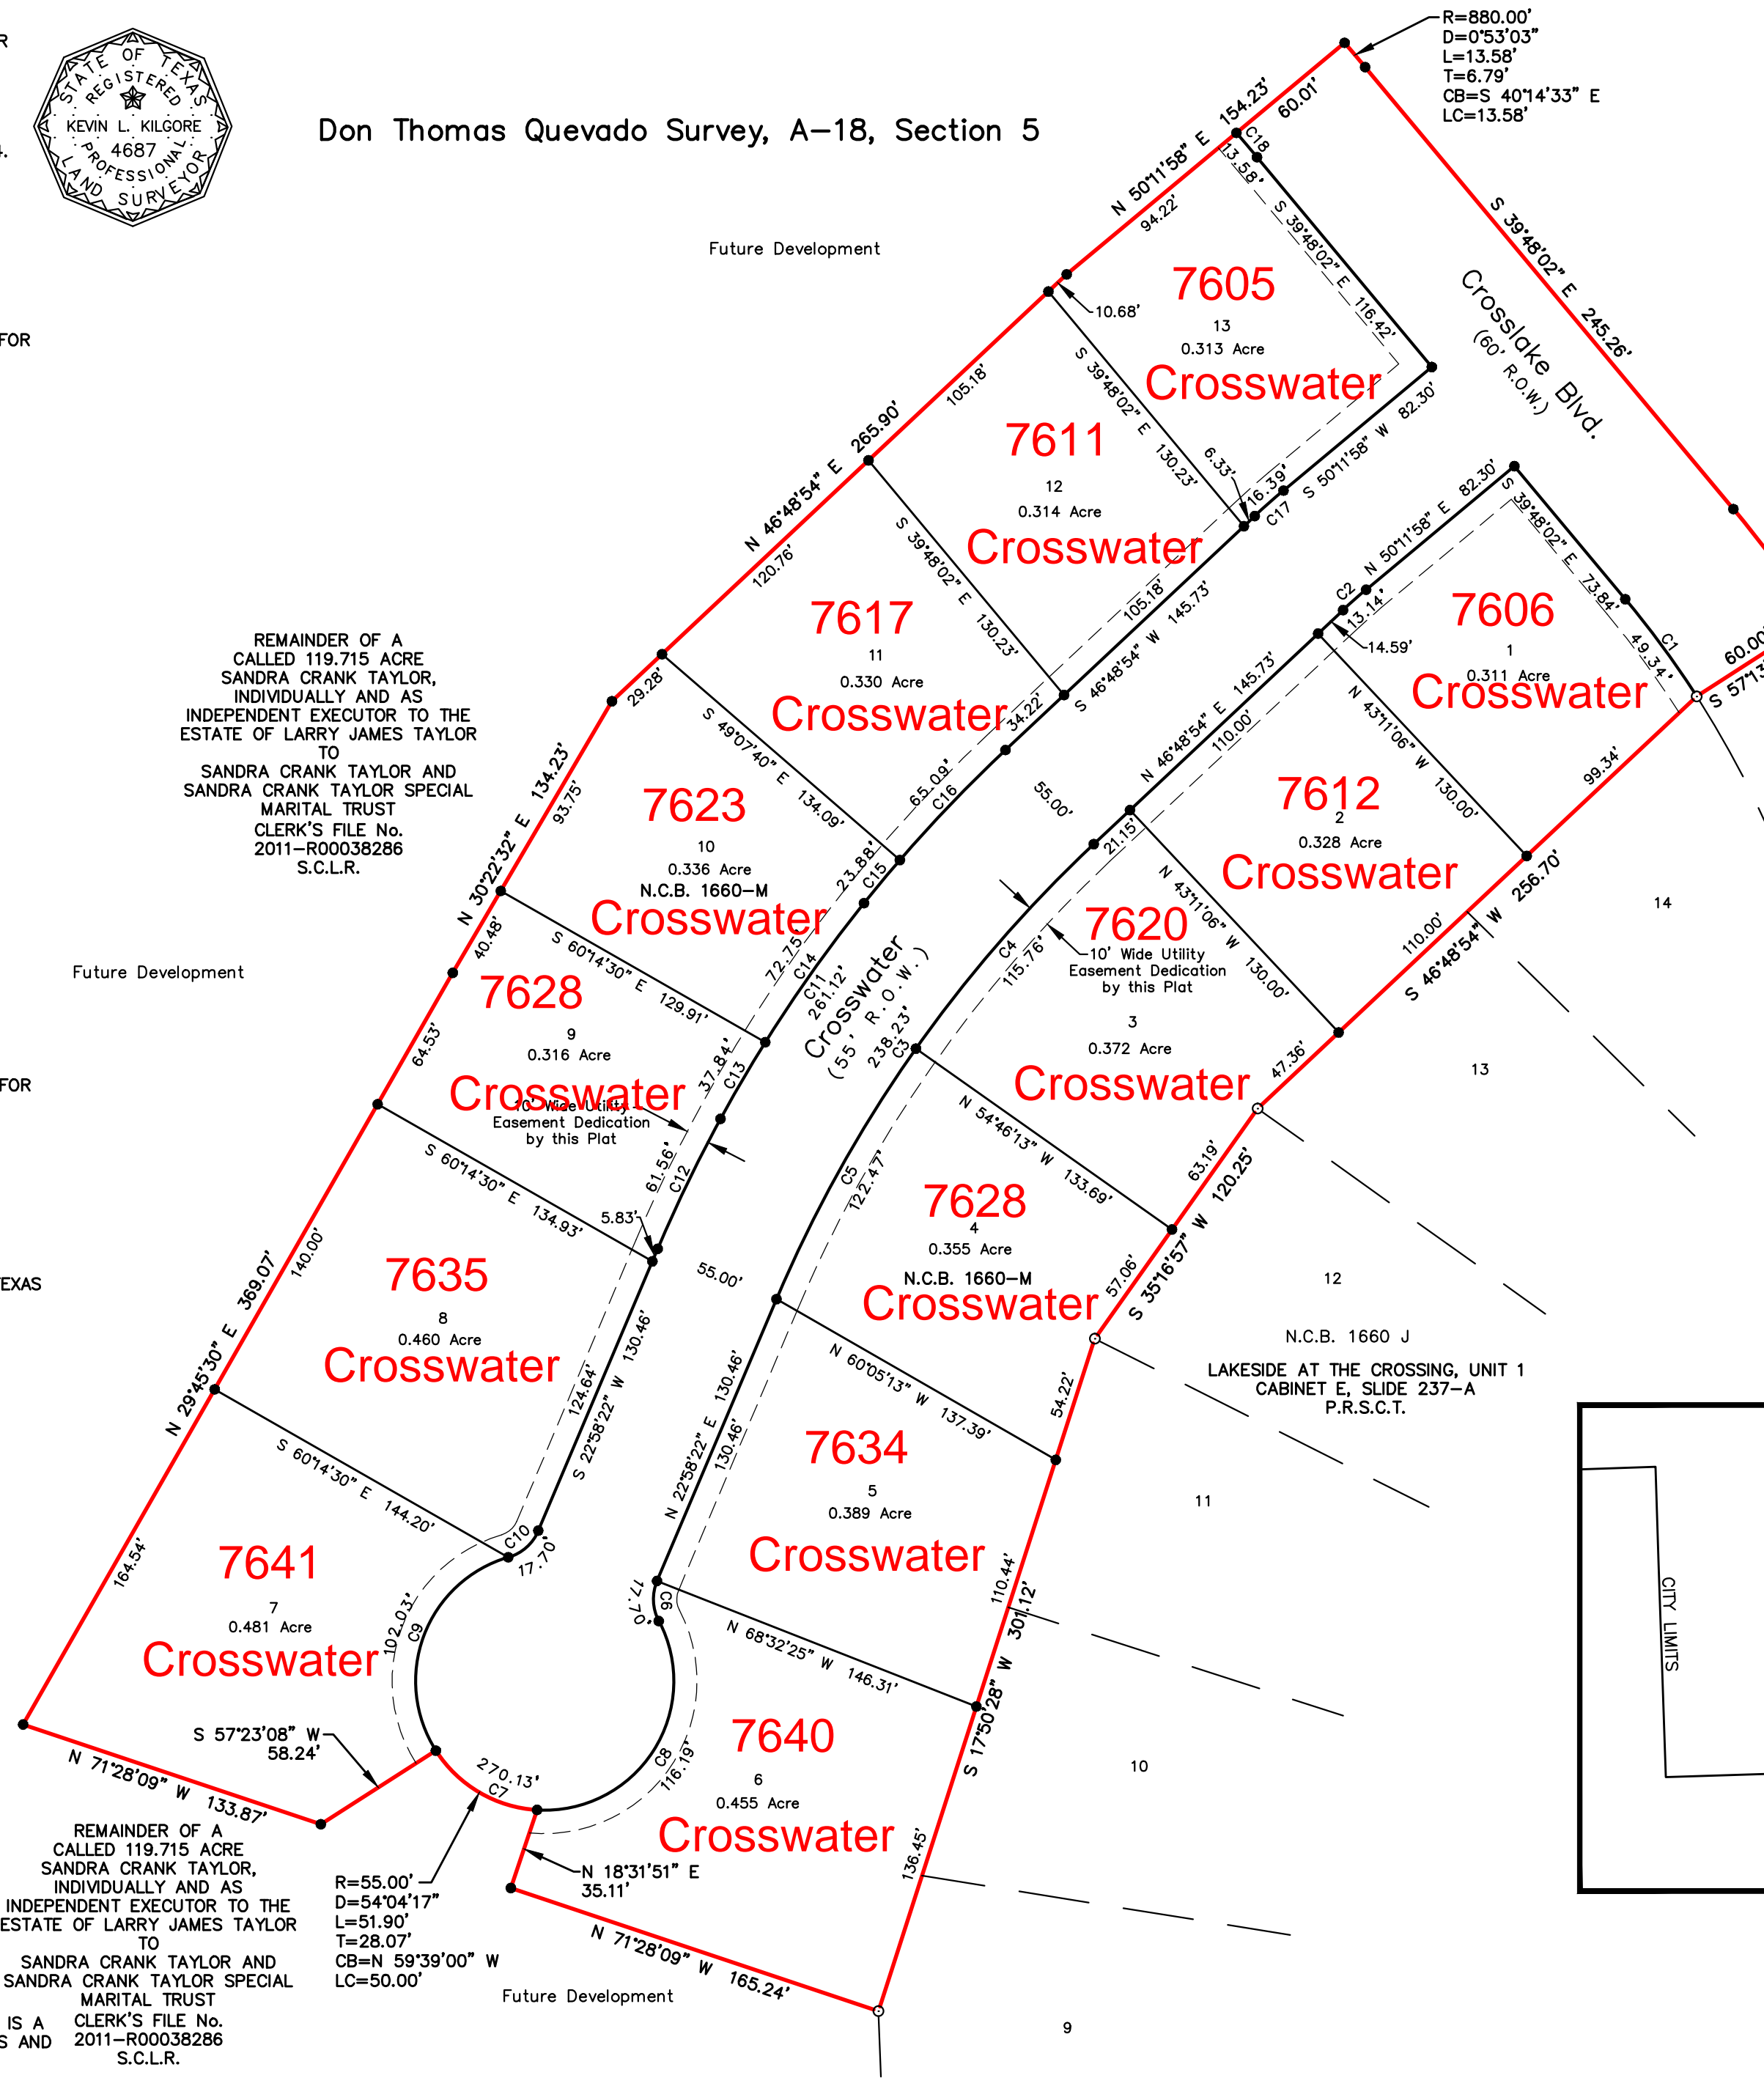 R
STATE OF TEXAS
REGISTERED
KEVIN L. KILGORE
4687
PROFESSIONAL
LAND SURVEYOR
4.
Don Thomas Quevado Survey, A-18, Section 5
R=880.00'
D=0°53'03"
L=13.58'
T=6.79'
CB=S 40°14'33" E
LC=13.58'
N 50°11'58" E 154.23'
60.01'
94.22'
C18
13.58'
S 39°48'02" E 116.42'
S 39°48'02" E 245.26'
Crosslake Blvd.
(60' R.O.W.)
Future Development
7605
13
0.313 Acre
Crosswater
10.68'
S 39°48'02" E 130.23'
6.33'
16.39'
C17
S 50°11'58" W 82.30'
FOR
N 46°48'54" E 265.90'
105.18'
120.76'
7611
12
0.314 Acre
Crosswater
S 39°48'02" E 130.23'
105.18'
S 46°48'54" W 145.73'
N 50°11'58" E 82.30'
C2
13.14'
14.59'
S 39°48'02" E 73.84'
49.34'
C1
7606
1
0.311 Acre
Crosswater
60.00'
S 57°13'
REMAINDER OF A
CALLED 119.715 ACRE
SANDRA CRANK TAYLOR,
INDIVIDUALLY AND AS
INDEPENDENT EXECUTOR TO THE
ESTATE OF LARRY JAMES TAYLOR
TO
SANDRA CRANK TAYLOR AND
SANDRA CRANK TAYLOR SPECIAL
MARITAL TRUST
CLERK'S FILE No.
2011-R00038286
S.C.L.R.
7617
11
0.330 Acre
Crosswater
29.28'
S 49°07'40" E 134.09'
34.22'
65.09'
C16
55.00'
N 46°48'54" E 145.73'
110.00'
N 43°11'06" W 130.00'
99.34'
7612
2
0.328 Acre
Crosswater
21.15'
N 43°11'06" W 130.00'
S 46°48'54" W 256.70'
110.00'
14
N 30°22'32" E 134.23'
93.75'
40.48'
7623
10
0.336 Acre
N.C.B. 1660-M
Crosswater
23.88'
C15
72.75'
C14
C11
261.12'
Crosswater
(55' R.O.W.)
238.23'
C3
C4
115.76'
7620
10' Wide Utility
Easement Dedication
by this Plat
3
0.372 Acre
Crosswater
47.36'
13
Future Development
S 60°14'30" E 129.91'
7628
9
0.316 Acre
Crosswater
10' Wide Utility
Easement Dedication
by this Plat
64.53'
37.84'
C13
61.56'
C12
5.83'
FOR
S 60°14'30" E 134.93'
N 54°46'13" W 133.69'
C5
122.47'
63.19'
S 35°16'57" W 120.25'
57.06'
7628
4
0.355 Acre
N.C.B. 1660-M
Crosswater
12
N.C.B. 1660 J
LAKESIDE AT THE CROSSING, UNIT 1
CABINET E, SLIDE 237-A
P.R.S.C.T.
EXAS
N 29°45'30" E 369.07'
140.00'
7635
8
0.460 Acre
Crosswater
55.00'
124.64'
S 22°58'22" W 130.46'
N 22°58'22" E 130.46'
130.46'
N 60°05'13" W 137.39'
54.22'
7634
5
0.389 Acre
Crosswater
11
110.44'
S 17°50'28" W 301.12'
S 60°14'30" E 144.20'
C10
17.70'
164.54'
7641
7
0.481 Acre
Crosswater
102.03'
C9
17.70'
C6
N 68°32'25" W 146.31'
CITY LIMITS
S 57°23'08" W
58.24'
N 71°28'09" W 133.87'
270.13'
C7
C8
116.19'
7640
6
0.455 Acre
Crosswater
10
136.45'
N 18°31'51" E
35.11'
R=55.00'
D=54°04'17"
L=51.90'
T=28.07'
CB=N 59°39'00" W
LC=50.00'
N 71°28'09" W 165.24'
Future Development
9
REMAINDER OF A
CALLED 119.715 ACRE
SANDRA CRANK TAYLOR,
INDIVIDUALLY AND AS
INDEPENDENT EXECUTOR TO THE
ESTATE OF LARRY JAMES TAYLOR
TO
SANDRA CRANK TAYLOR AND
SANDRA CRANK TAYLOR SPECIAL
MARITAL TRUST
IS A CLERK'S FILE No.
S AND 2011-R00038286
S.C.L.R.